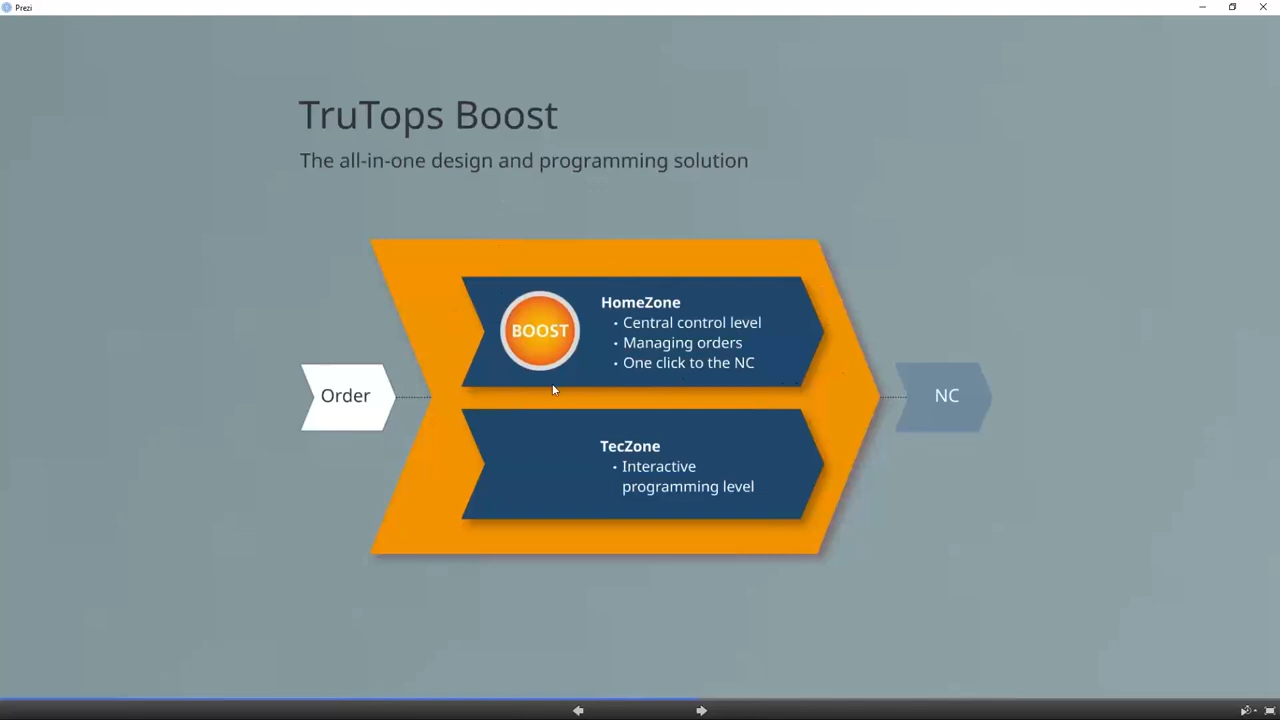 Prezi
TruTops Boost
The all-in-one design and programming solution
BOOST
HomeZone
• Central control level
• Managing orders
• One click to the NC
Order
NC
TecZone
• Interactive
programming level